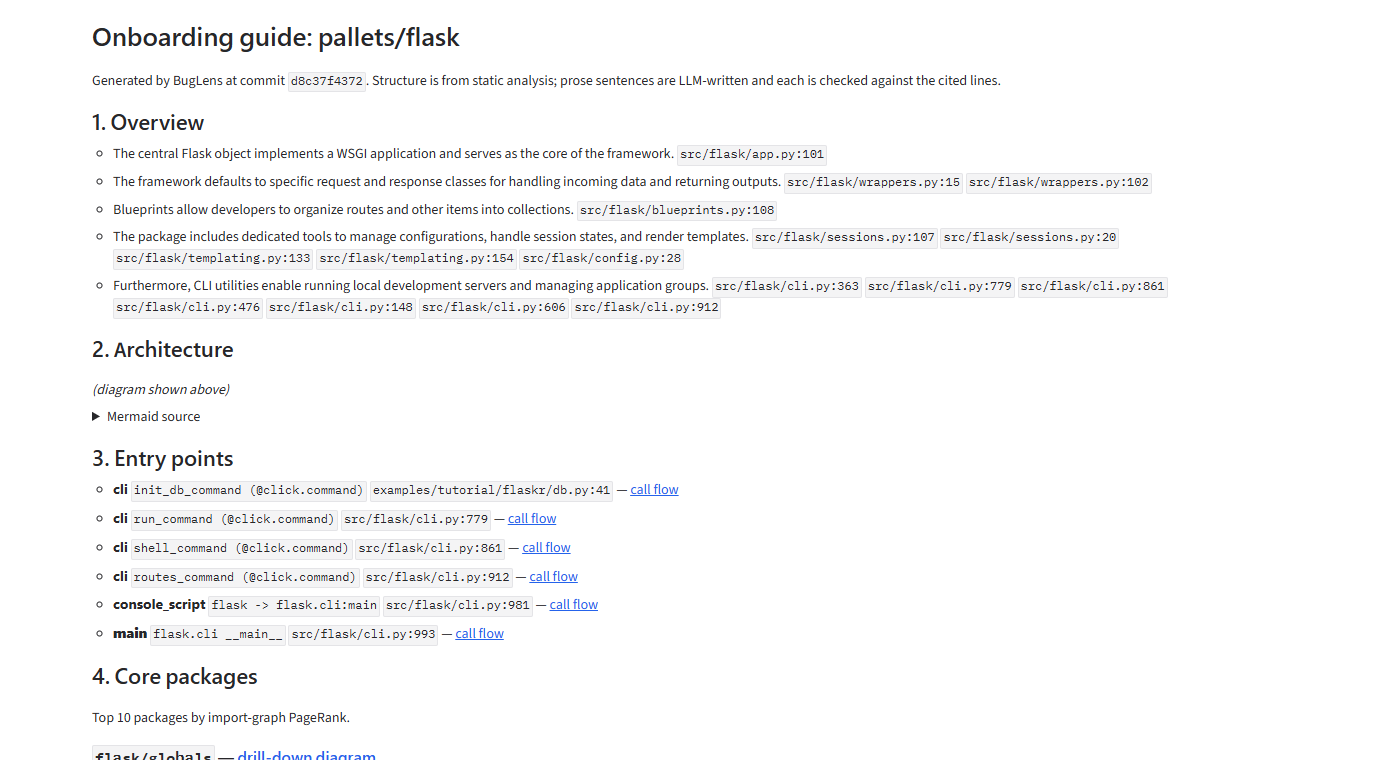 Onboarding guide: pallets/flask
Generated by BugLens at commit d8c37f4372. Structure is from static analysis; prose sentences are LLM-written and each is checked against the cited lines.
1. Overview
The central Flask object implements a WSGI application and serves as the core of the framework. src/flask/app.py:101
The framework defaults to specific request and response classes for handling incoming data and returning outputs. src/flask/wrappers.py:15 src/flask/wrappers.py:102
Blueprints allow developers to organize routes and other items into collections. src/flask/blueprints.py:108
The package includes dedicated tools to manage configurations, handle session states, and render templates. src/flask/sessions.py:107 src/flask/sessions.py:20
src/flask/templating.py:133 src/flask/templating.py:154 src/flask/config.py:28
Furthermore, CLI utilities enable running local development servers and managing application groups. src/flask/cli.py:363 src/flask/cli.py:779 src/flask/cli.py:861
src/flask/cli.py:476 src/flask/cli.py:148 src/flask/cli.py:606 src/flask/cli.py:912
2. Architecture
(diagram shown above)
Mermaid source
3. Entry points
cli init_db_command (@click.command) examples/tutorial/flaskr/db.py:41 — call flow
cli run_command (@click.command) src/flask/cli.py:779 — call flow
cli shell_command (@click.command) src/flask/cli.py:861 — call flow
cli routes_command (@click.command) src/flask/cli.py:912 — call flow
console_script flask -> flask.cli:main src/flask/cli.py:981 — call flow
main flask.cli __main__ src/flask/cli.py:993 — call flow
4. Core packages
Top 10 packages by import-graph PageRank.
flask/globals — drill-down diagram